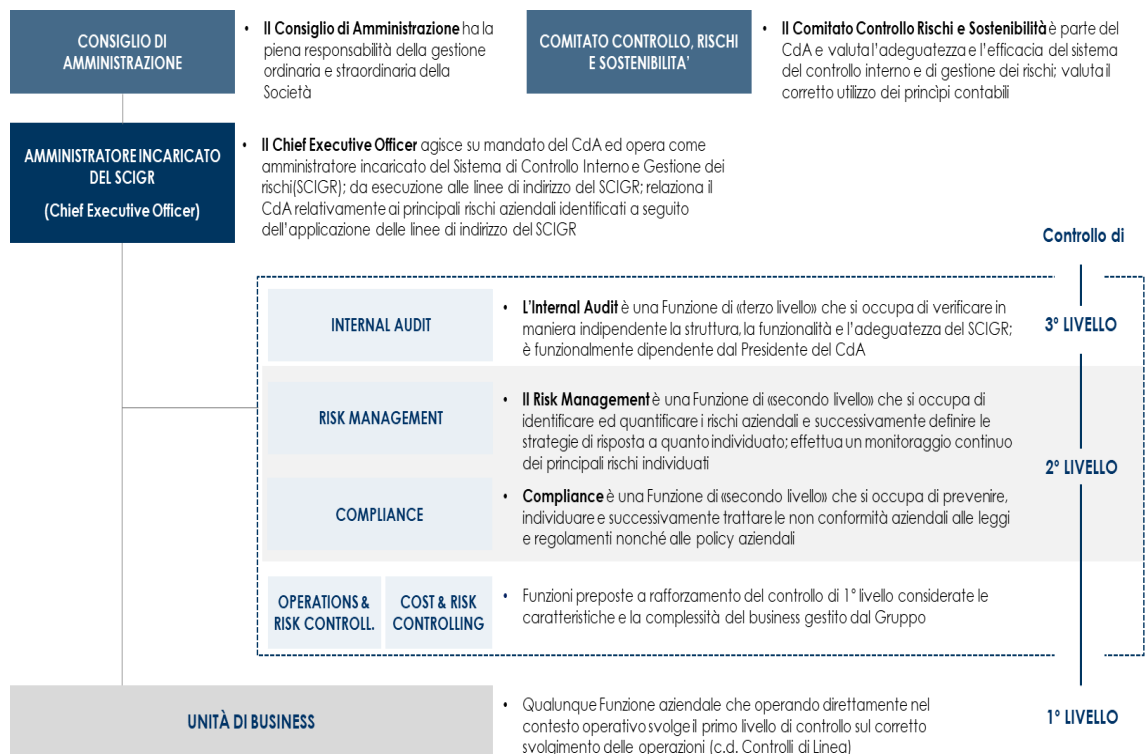 CONSIGLIO DI
AMMINISTRAZIONE
• Il Consiglio di Amministrazione ha la
piena responsabilità della gestione
ordinaria e straordinaria della
Società
COMITATO CONTROLLO, RISCHI
E SOSTENIBILITA’
• Il Comitato Controllo Rischi e Sostenibilità è parte del
CdA e valuta l’adeguatezza e l’efficacia del sistema
del controllo interno e di gestione dei rischi; valuta il
corretto utilizzo dei princìpi contabili
AMMINISTRATORE INCARICATO
DEL SCIGR
(Chief Executive Officer)
• Il Chief Executive Officer agisce su mandato del CdA ed opera come
amministratore incaricato del Sistema di Controllo Interno e Gestione dei
rischi(SCIGR); da esecuzione alle linee di indirizzo del SCIGR; relaziona il
CdA relativamente ai principali rischi aziendali identificati a seguito
dell’applicazione delle linee di indirizzo del SCIGR
Controllo di
INTERNAL AUDIT
• L’Internal Audit è una Funzione di «terzo livello» che si occupa di verificare in
maniera indipendente la struttura, la funzionalità e l’adeguatezza del SCIGR;
è funzionalmente dipendente dal Presidente del CdA
3° LIVELLO
RISK MANAGEMENT
• Il Risk Management è una Funzione di «secondo livello» che si occupa di
identificare ed quantificare i rischi aziendali e successivamente definire le
strategie di risposta a quanto individuato; effettua un monitoraggio continuo
dei principali rischi individuati
2° LIVELLO
COMPLIANCE
• Compliance è una Funzione di «secondo livello» che si occupa di prevenire,
individuare e successivamente trattare le non conformità aziendali alle leggi
e regolamenti nonché alle policy aziendali
OPERATIONS &
RISK CONTROLL.
COST & RISK
CONTROLLING
• Funzioni preposte a rafforzamento del controllo di 1° livello considerate le
caratteristiche e la complessità del business gestito dal Gruppo
UNITÀ DI BUSINESS
• Qualunque Funzione aziendale che operando direttamente nel
contesto operativo svolge il primo livello di controllo sul corretto
svolgimento delle operazioni (c.d. Controlli di Linea)
1° LIVELLO